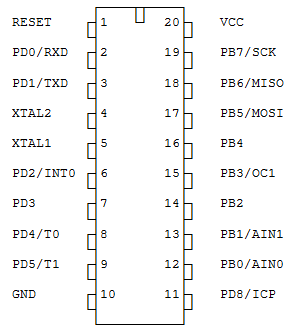 RESET 1 20 VCC
PD0/RXD 2 19 PB7/SCK
PD1/TXD 3 18 PB6/MISO
XTAL2 4 17 PB5/MOSI
XTAL1 5 16 PB4
PD2/INT0 6 15 PB3/OC1
PD3 7 14 PB2
PD4/T0 8 13 PB1/AIN1
PD5/T1 9 12 PB0/AIN0
GND 10 11 PD8/ICP